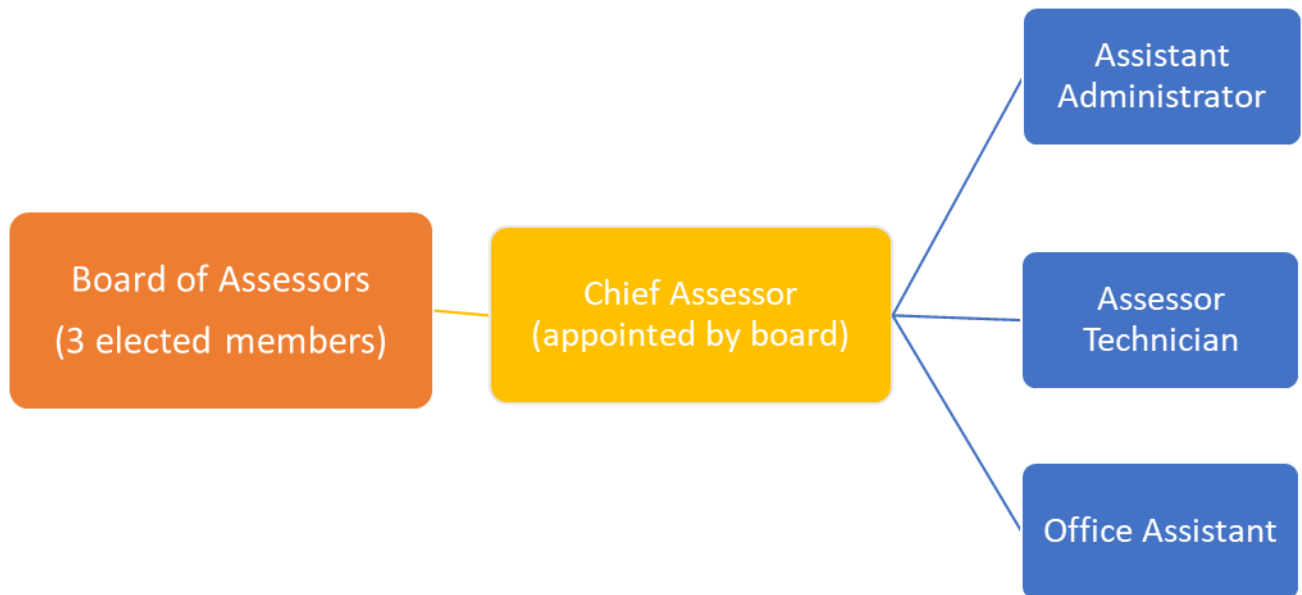 Board of Assessors
(3 elected members)
Chief Assessor
(appointed by board)
Assistant
Administrator
Assessor
Technician
Office Assistant